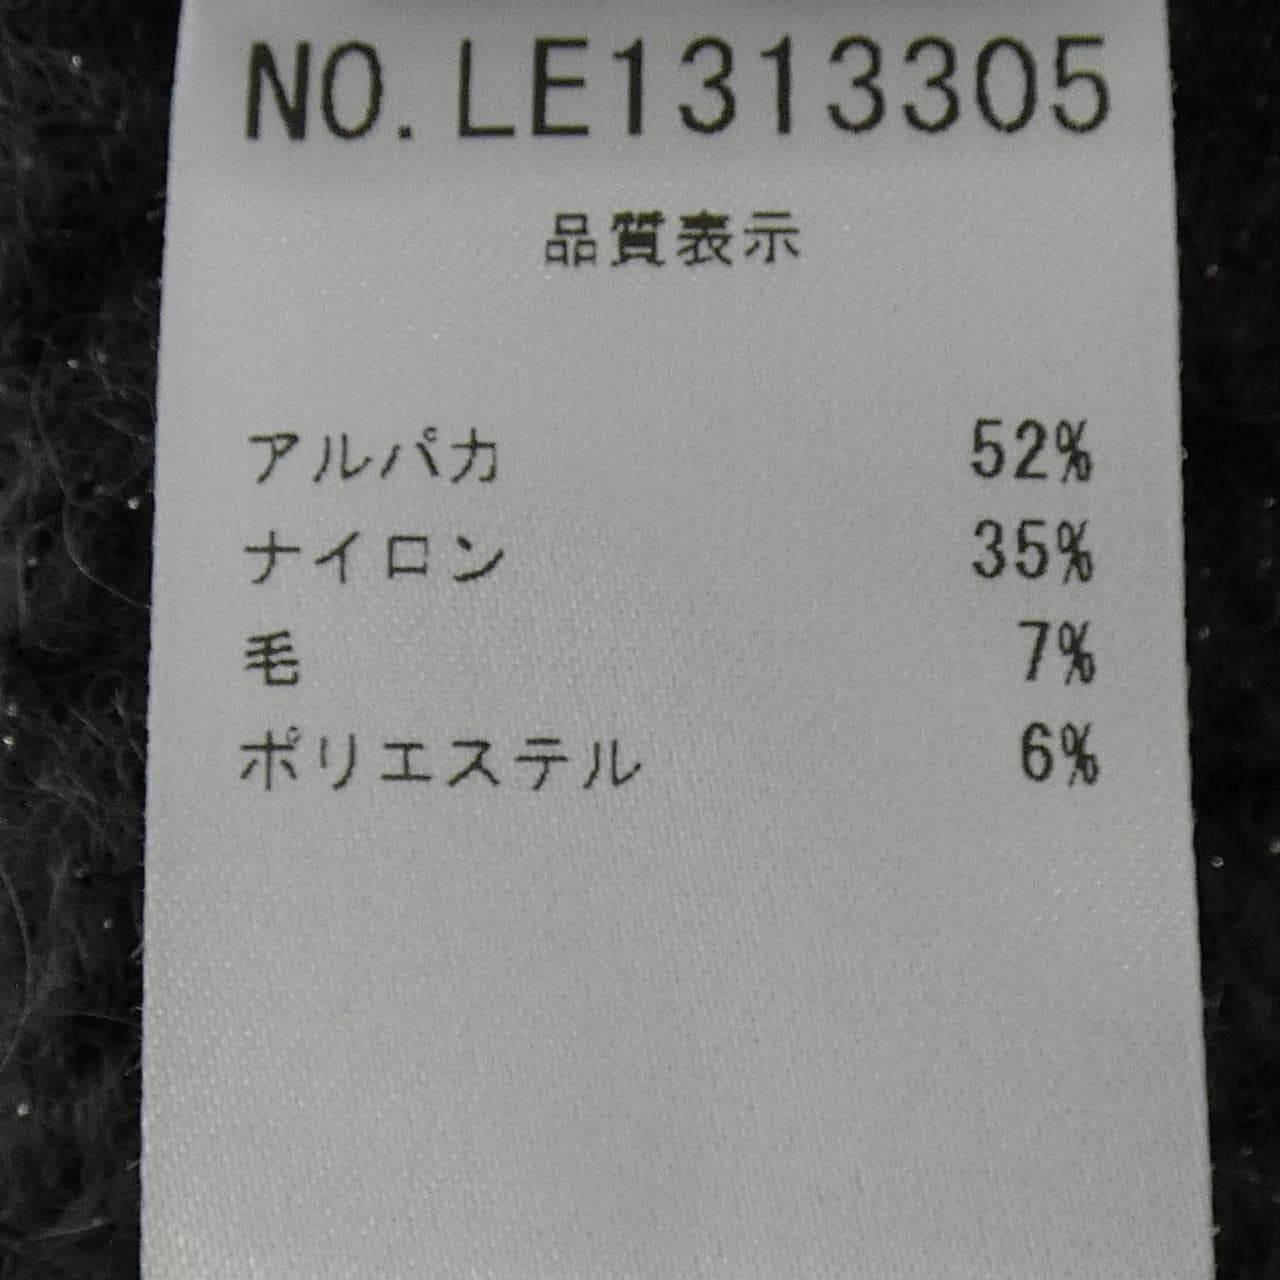 NO.LE1313305
品質表示
アルパカ 52%
ナイロン 35%
毛 7%
ポリエステル 6%